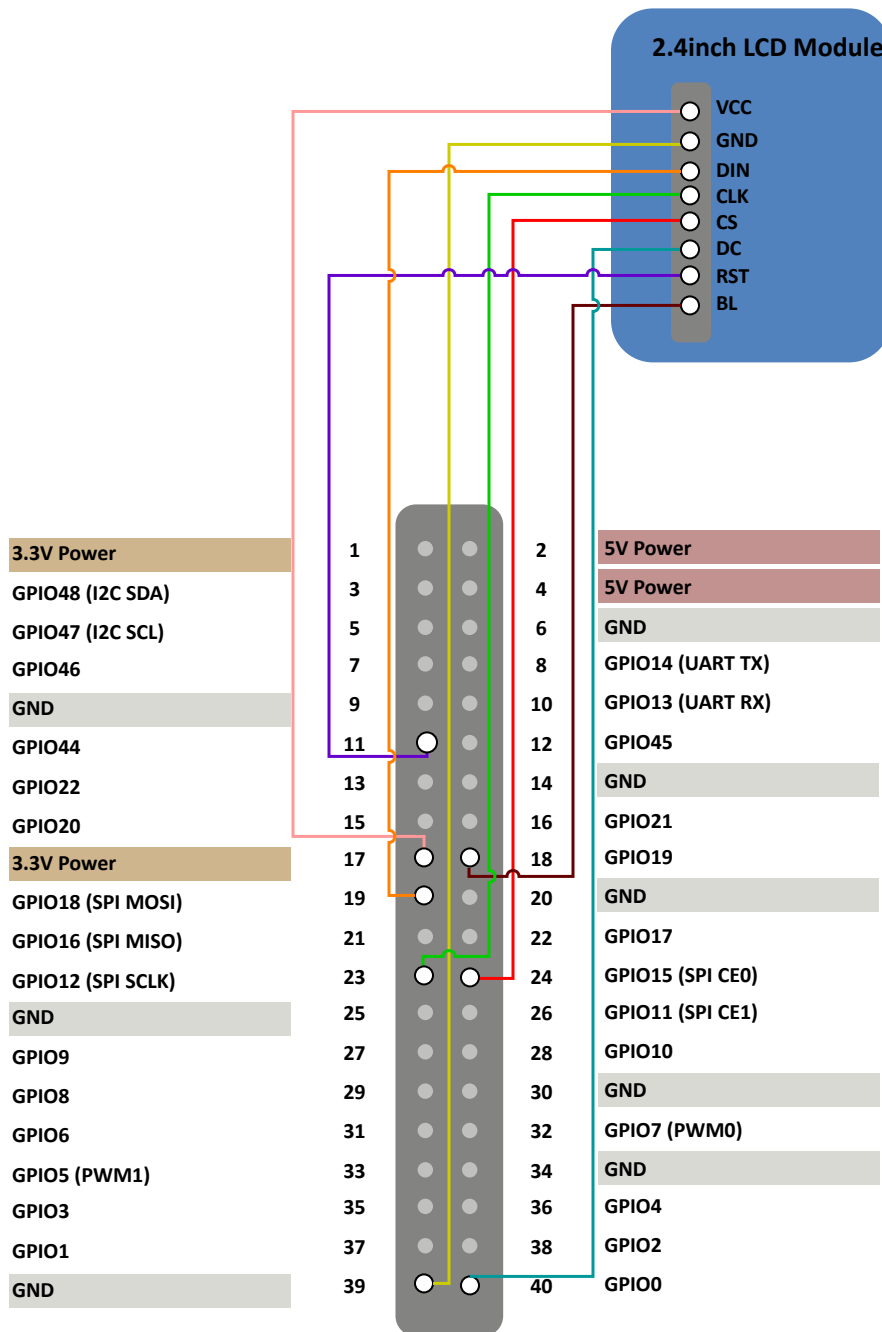 2.4inch LCD Module
VCC
GND
DIN
CLK
CS
DC
RST
BL
3.3V Power 1 2 5V Power
GPIO48 (I2C SDA) 3 4 5V Power
GPIO47 (I2C SCL) 5 6 GND
GPIO46 7 8 GPIO14 (UART TX)
GND 9 10 GPIO13 (UART RX)
GPIO44 11 12 GPIO45
GPIO22 13 14 GND
GPIO20 15 16 GPIO21
3.3V Power 17 18 GPIO19
GPIO18 (SPI MOSI) 19 20 GND
GPIO16 (SPI MISO) 21 22 GPIO17
GPIO12 (SPI SCLK) 23 24 GPIO15 (SPI CE0)
GND 25 26 GPIO11 (SPI CE1)
GPIO9 27 28 GPIO10
GPIO8 29 30 GND
GPIO6 31 32 GPIO7 (PWM0)
GPIO5 (PWM1) 33 34 GND
GPIO3 35 36 GPIO4
GPIO1 37 38 GPIO2
GND 39 40 GPIO0